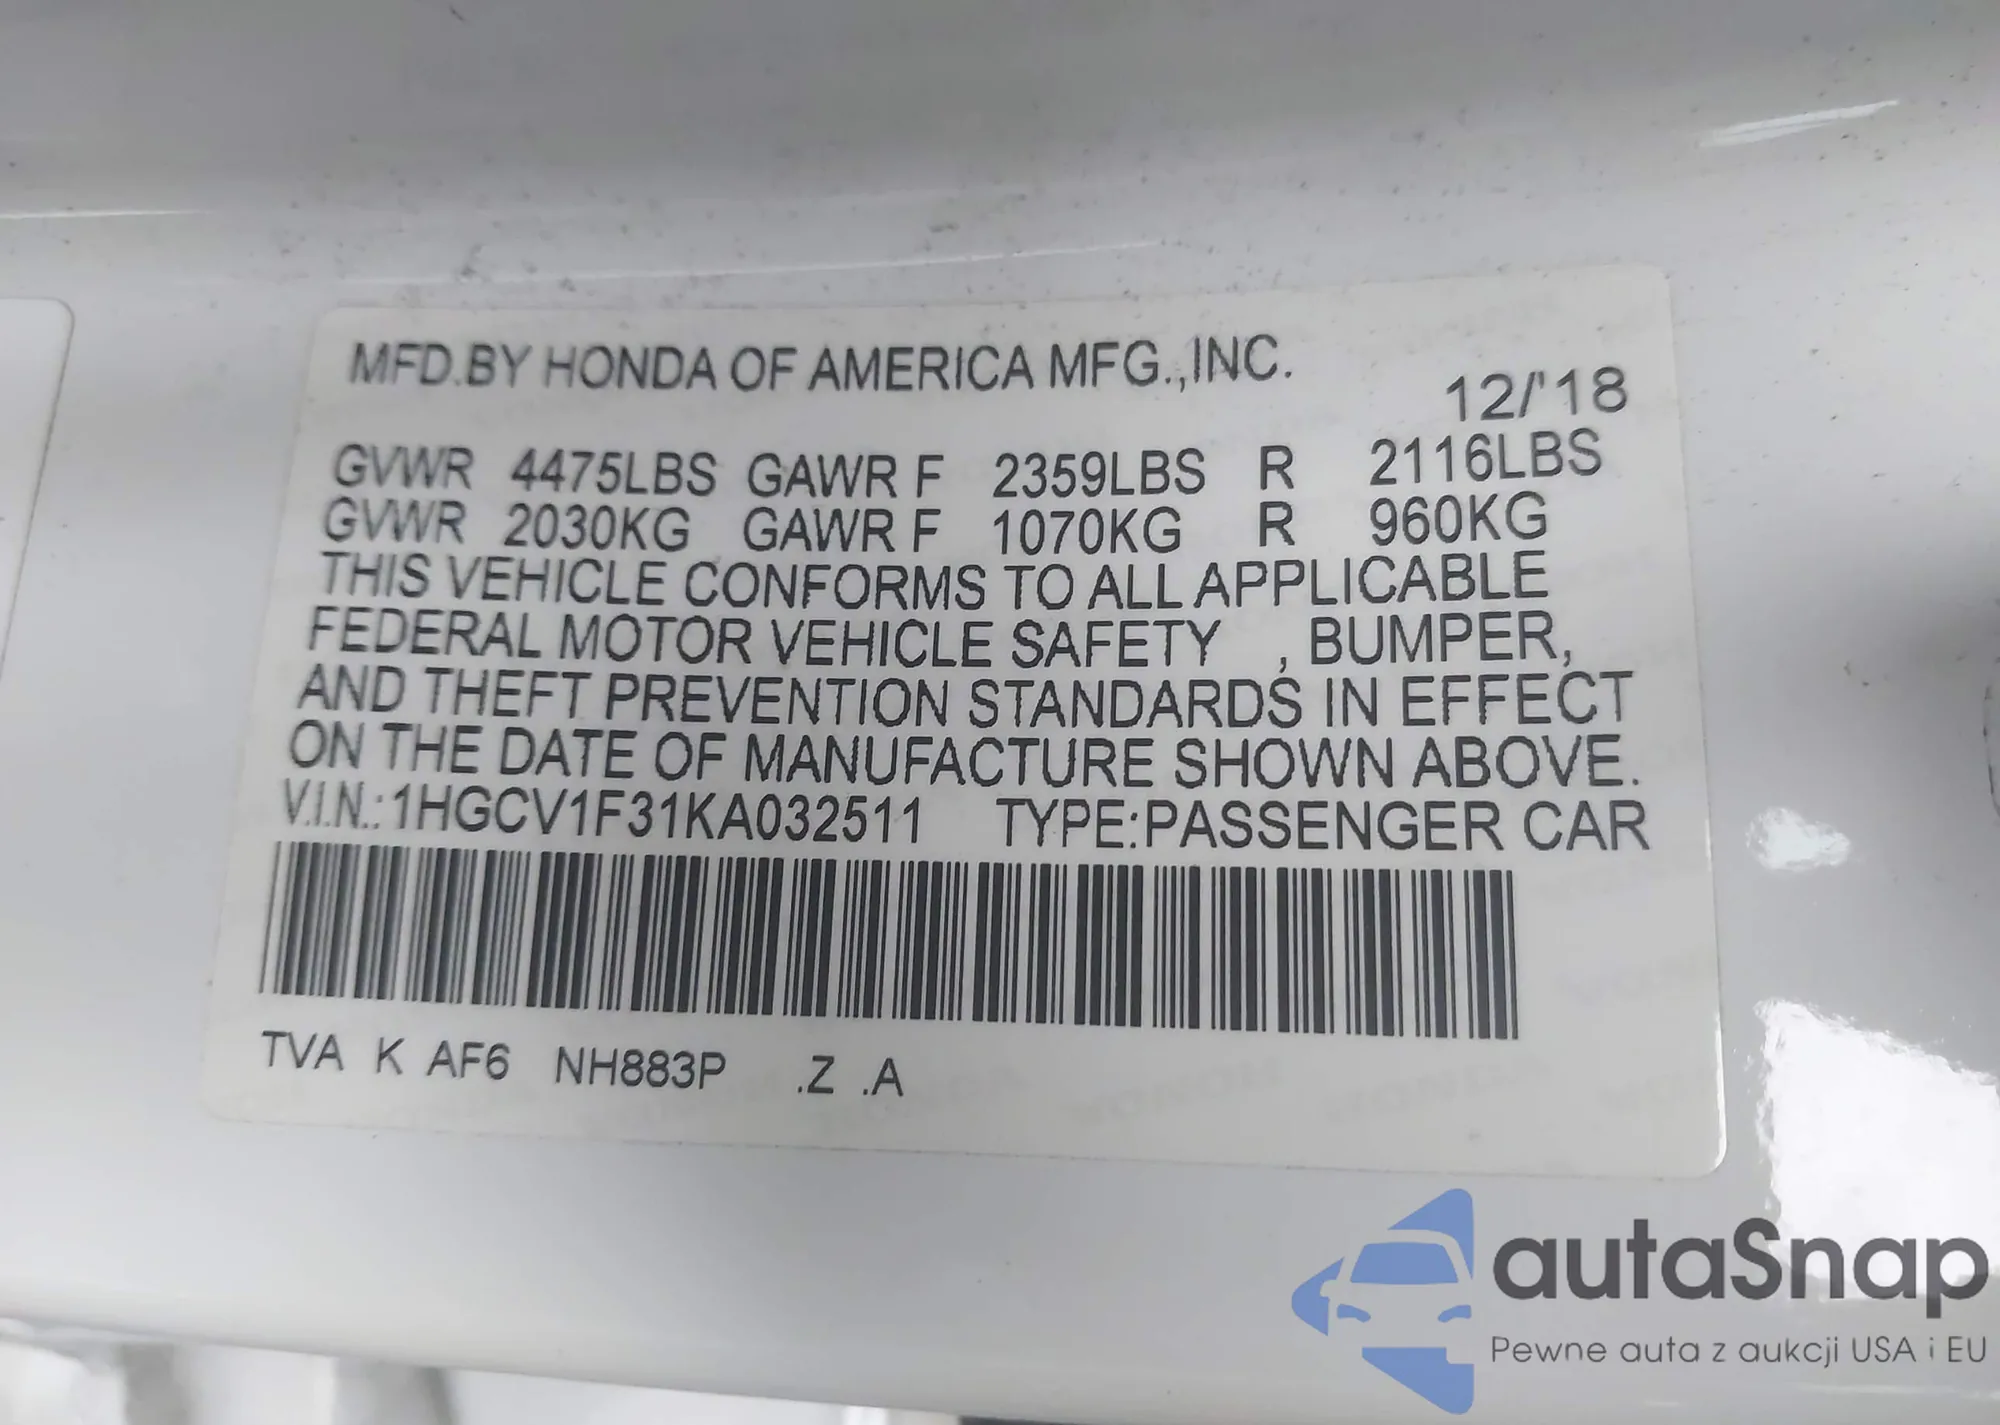 MFD.BY HONDA OF AMERICA MFG.,INC.
12/'18
GVWR 4475LBS GAWR F 2359LBS R 2116LBS
GVWR 2030KG GAWR F 1070KG R 960KG
THIS VEHICLE CONFORMS TO ALL APPLICABLE
FEDERAL MOTOR VEHICLE SAFETY , BUMPER,
AND THEFT PREVENTION STANDARDS IN EFFECT
ON THE DATE OF MANUFACTURE SHOWN ABOVE.
V.I.N.:1HGCV1F31KA032511 TYPE:PASSENGER CAR
TVA K AF6 NH883P .Z .A
autaSnap
Pewne auta z aukcji USA i EU